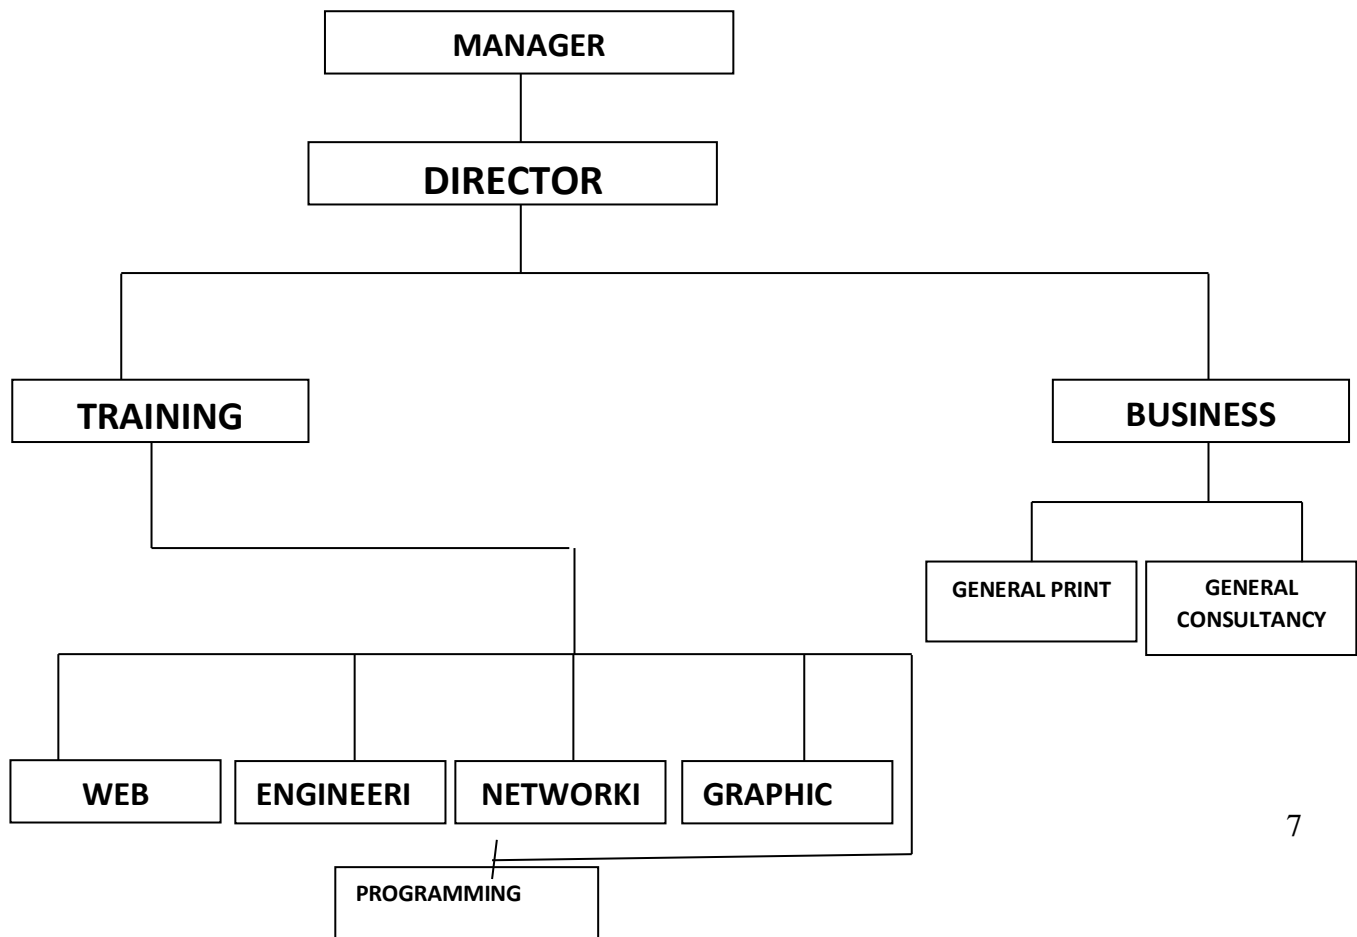 MANAGER
DIRECTOR
TRAINING
BUSINESS
GENERAL PRINT
GENERAL
CONSULTANCY
WEB
ENGINEERI
NETWORKI
GRAPHIC
7
PROGRAMMING